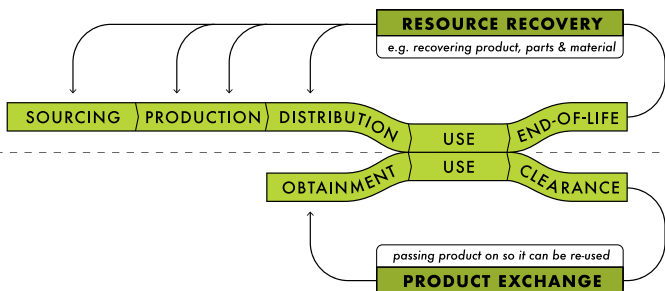 RESOURCE RECOVERY
e.g. recovering product, parts & material
SOURCING PRODUCTION DISTRIBUTION USE END-OF-LIFE
OBTAINMENT USE CLEARANCE
passing product on so it can be re-used
PRODUCT EXCHANGE